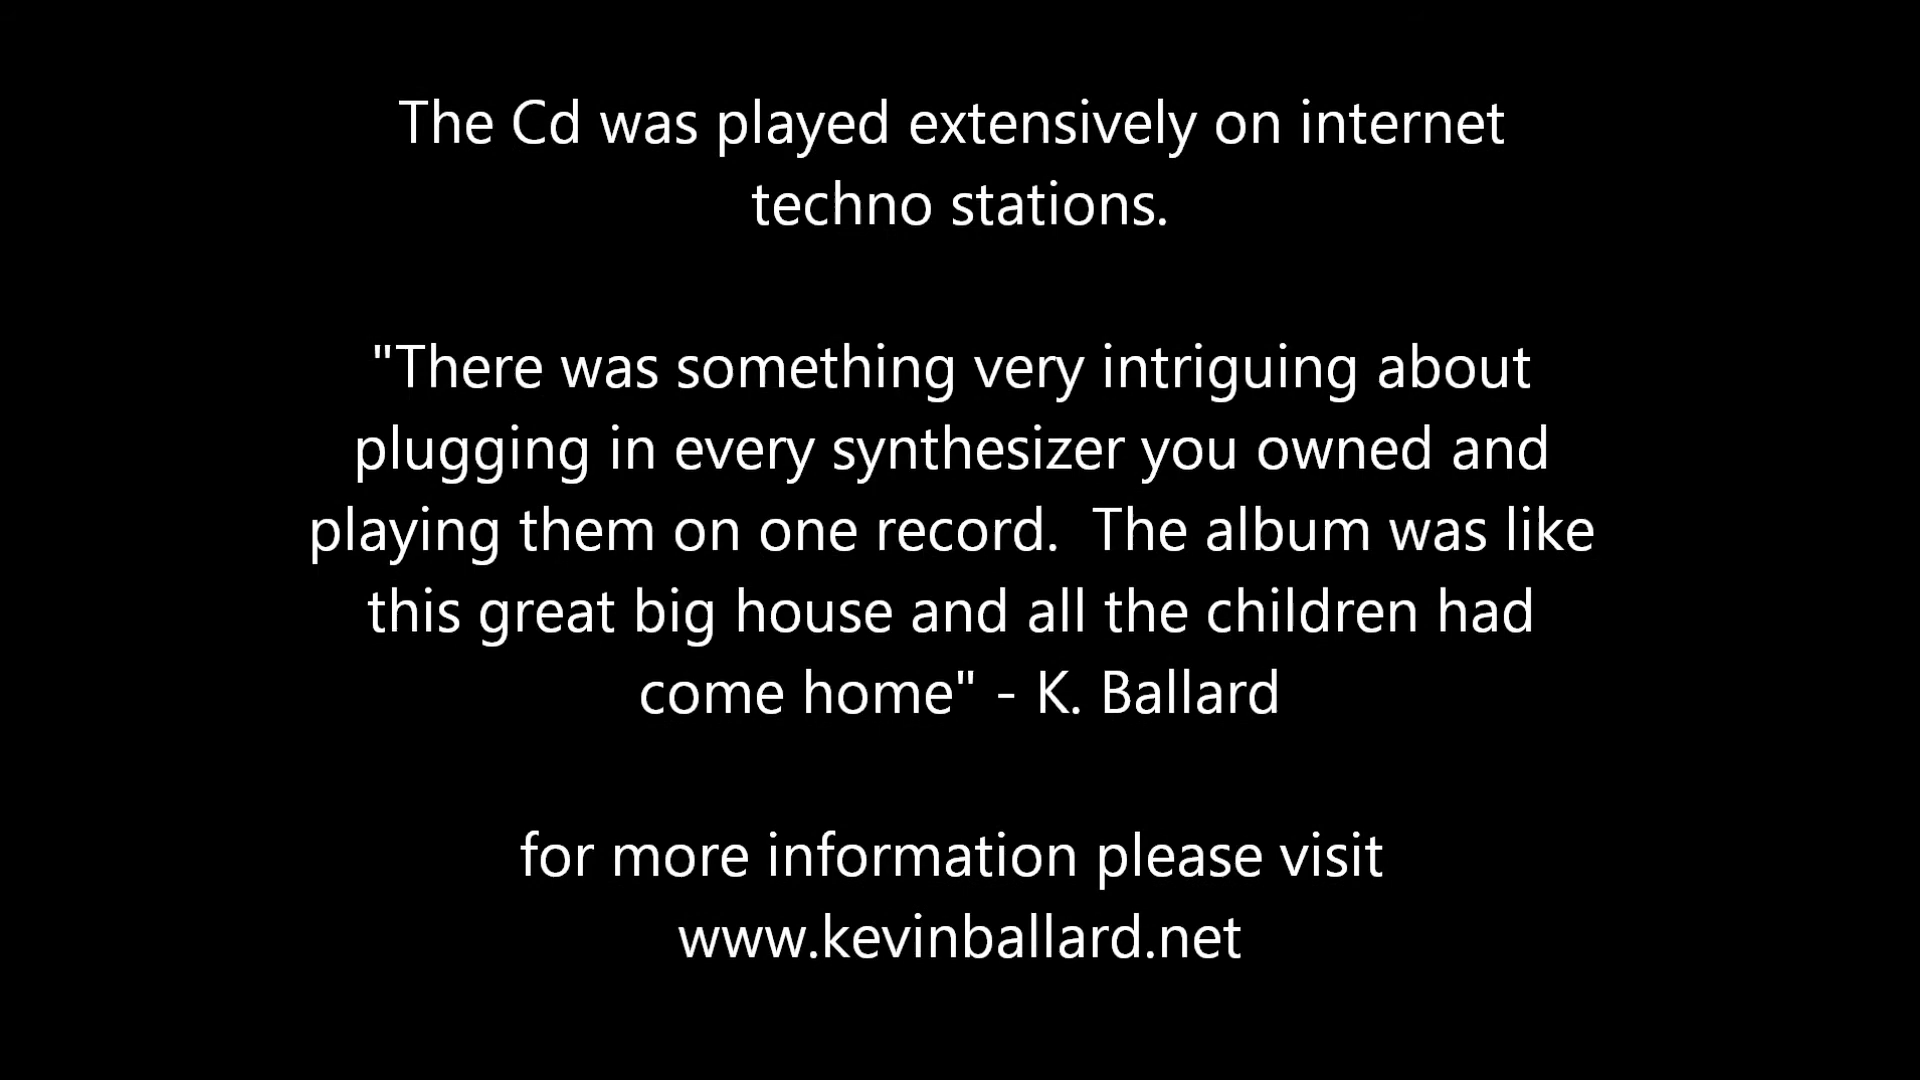 The Cd was played extensively on internet
techno stations.
"There was something very intriguing about
plugging in every synthesizer you owned and
playing them on one record.  The album was like
this great big house and all the children had
come home" - K. Ballard
for more information please visit
www.kevinballard.net